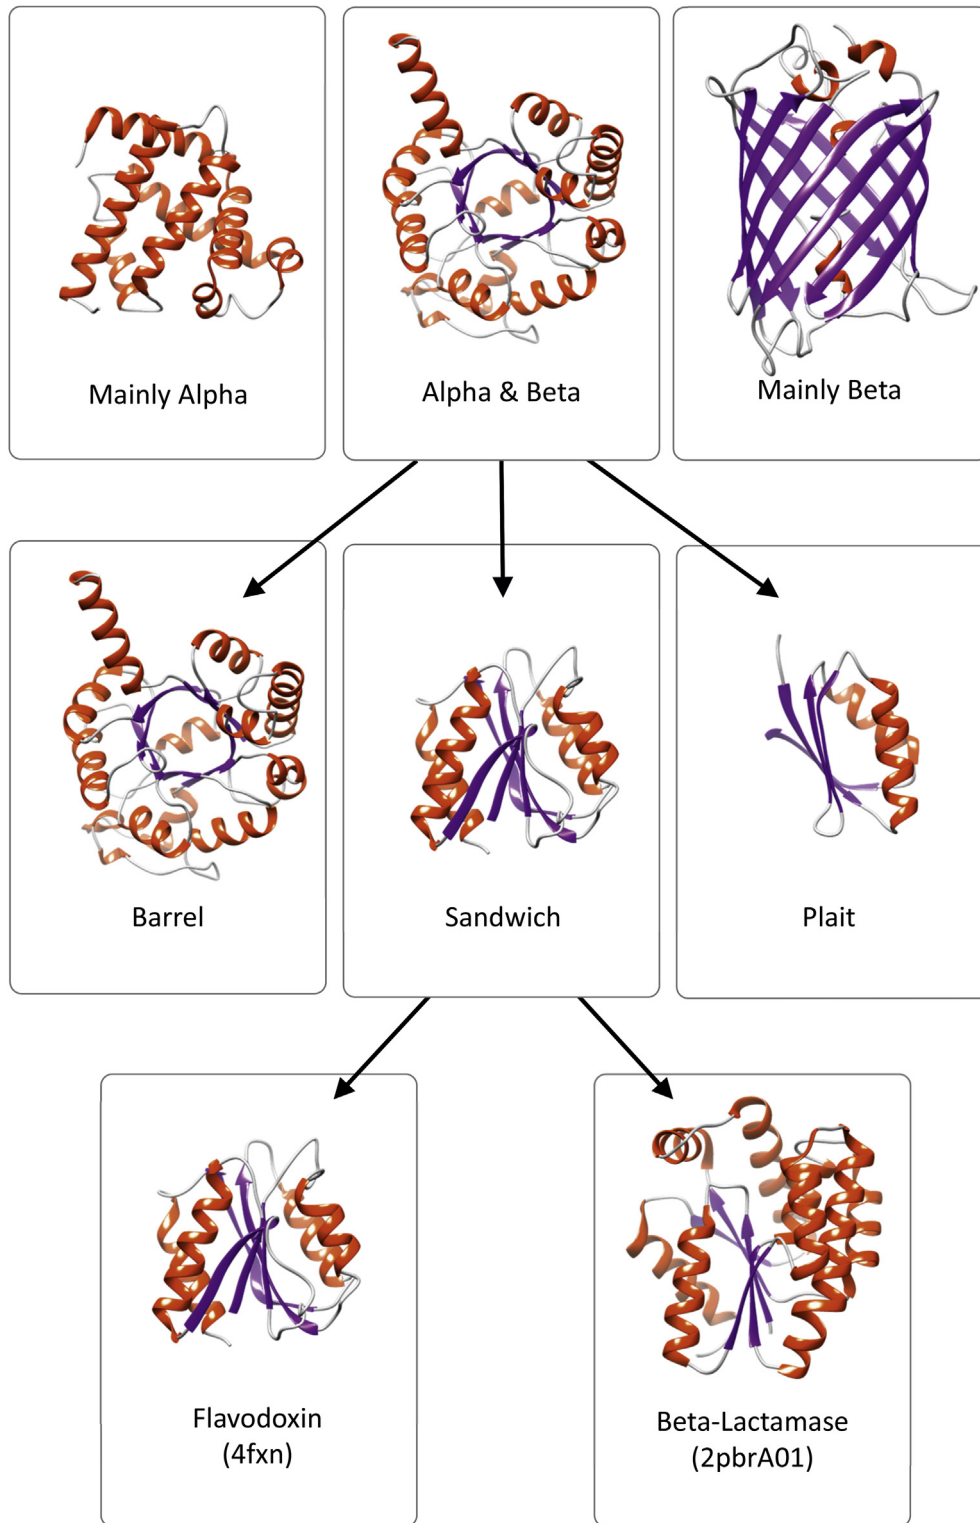 Mainly Alpha
Alpha & Beta
Mainly Beta
Barrel
Sandwich
Plait
Flavodoxin
(4fxn)
Beta-Lactamase
(2pbrA01)